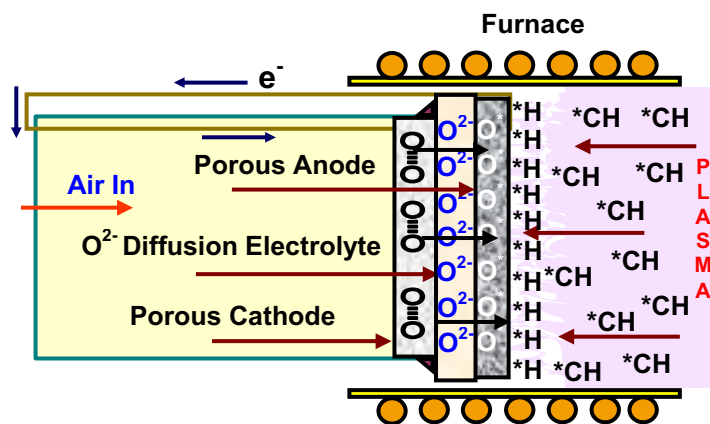 Furnace
e⁻
Air In
Porous Anode
O²⁻ Diffusion Electrolyte
Porous Cathode
O≡O
O≡O
O≡O
O²⁻
O²⁻
O²⁻
O²⁻
O²⁻
O²⁻
O²⁻
O*
O*
O*
O*
O*
O*
O*
*H
*H
*H
*H
*H
*H
*H
*H
*H
*H
*CH *CH
*CH
*CH
*CH
*CH
*CH
*CH
*CH
*CH
*CH
PLASMA